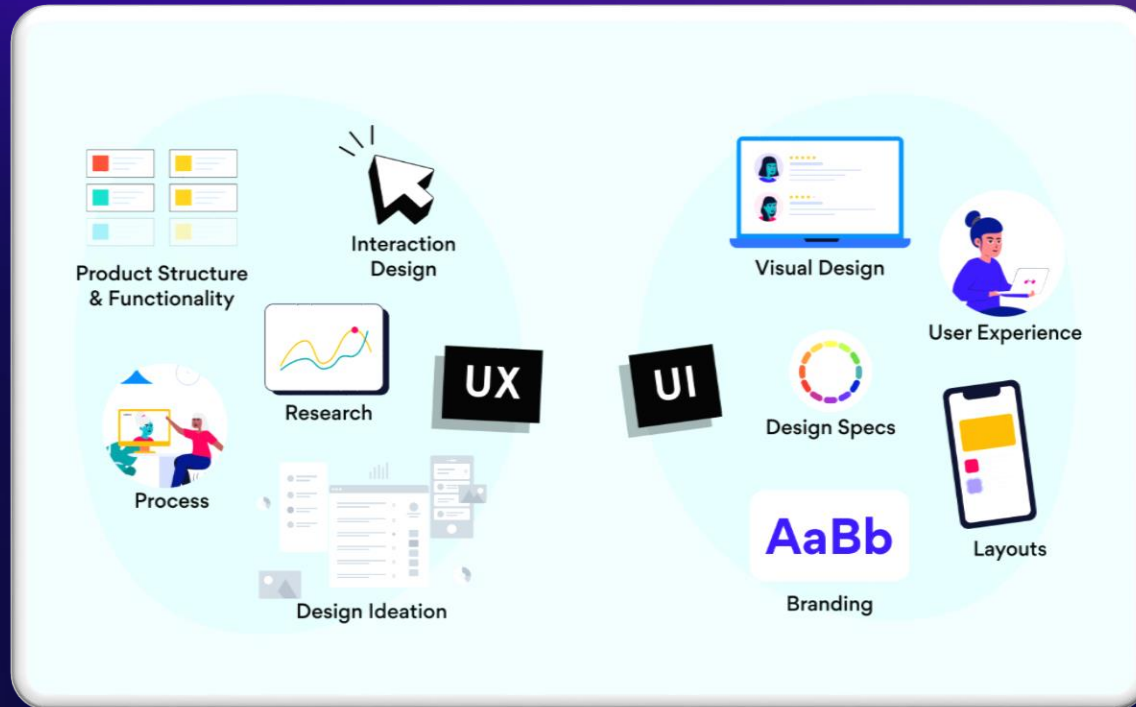 Product Structure
& Functionality
Interaction
Design
Research
Process
Design Ideation
UX
UI
Visual Design
User Experience
Design Specs
Layouts
AaBb
Branding